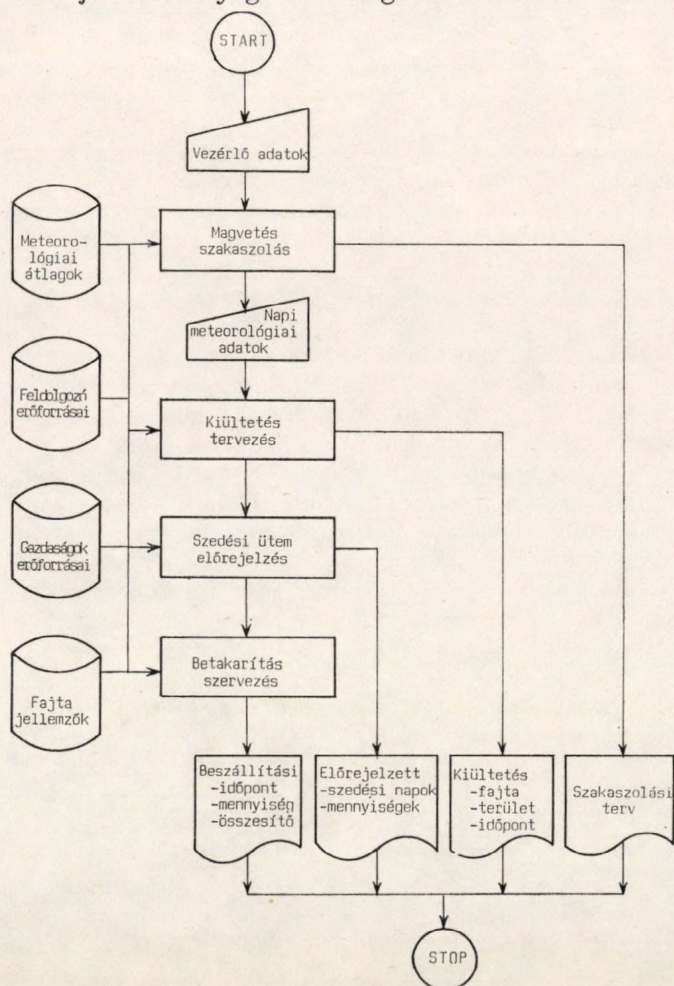 START
Vezérlő adatok
Meteoro-
lógiai
átlagok
Magvetés
szakaszolás
Napi
meteorológiai
adatok
Feldolgozó
erőforrásai
Kiültetés
tervezés
Gazdaságok
erőforrásai
Szedési ütem
előrejelzés
Fajta
jellemzők
Betakarítás
szervezés
Beszállítási
-időpont
-mennyiség
-összesítő
Előrejelzett
-szedési napok
-mennyiségek
Kiültetés
-fajta
-terület
-időpont
Szakaszolási
terv
STOP